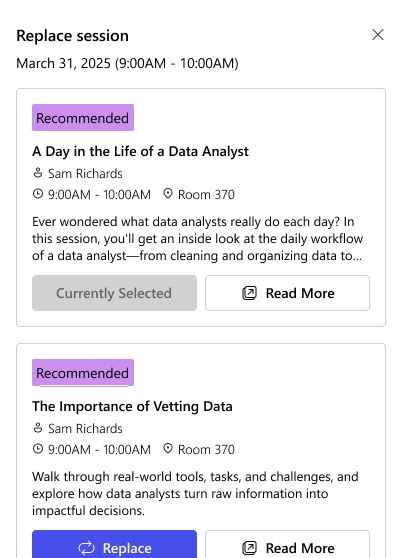 Replace session
March 31, 2025 (9:00AM - 10:00AM)
Recommended
A Day in the Life of a Data Analyst
Sam Richards
9:00AM - 10:00AM Room 370
Ever wondered what data analysts really do each day? In
this session, you'll get an inside look at the daily workflow
of a data analyst—from cleaning and organizing data to...
Currently Selected Read More
Recommended
The Importance of Vetting Data
Sam Richards
9:00AM - 10:00AM Room 370
Walk through real-world tools, tasks, and challenges, and
explore how data analysts turn raw information into
impactful decisions.
Replace Read More